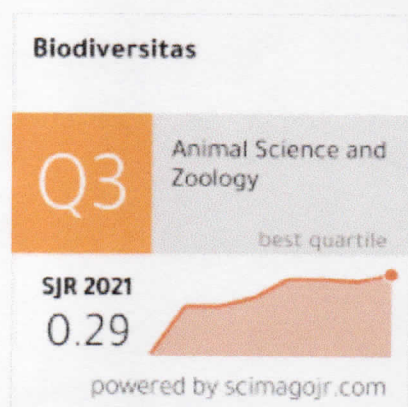 Biodiversitas
Q3
Animal Science and
Zoology
best quartile
SJR 2021
0.29
powered by scimagojr.com